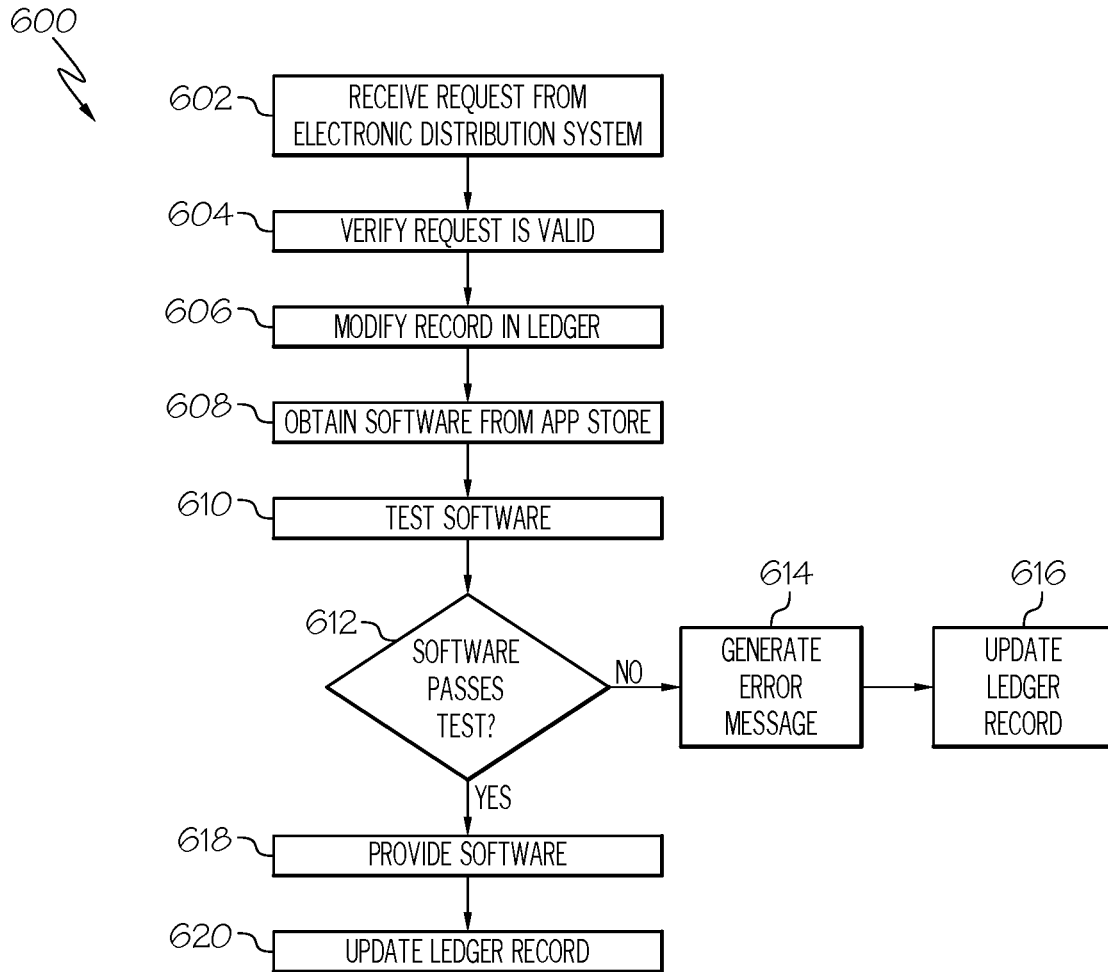 600
602
RECEIVE REQUEST FROM
ELECTRONIC DISTRIBUTION SYSTEM
604
VERIFY REQUEST IS VALID
606
MODIFY RECORD IN LEDGER
608
OBTAIN SOFTWARE FROM APP STORE
610
TEST SOFTWARE
612
SOFTWARE
PASSES
TEST?
NO
614
GENERATE
ERROR
MESSAGE
616
UPDATE
LEDGER
RECORD
YES
618
PROVIDE SOFTWARE
620
UPDATE LEDGER RECORD